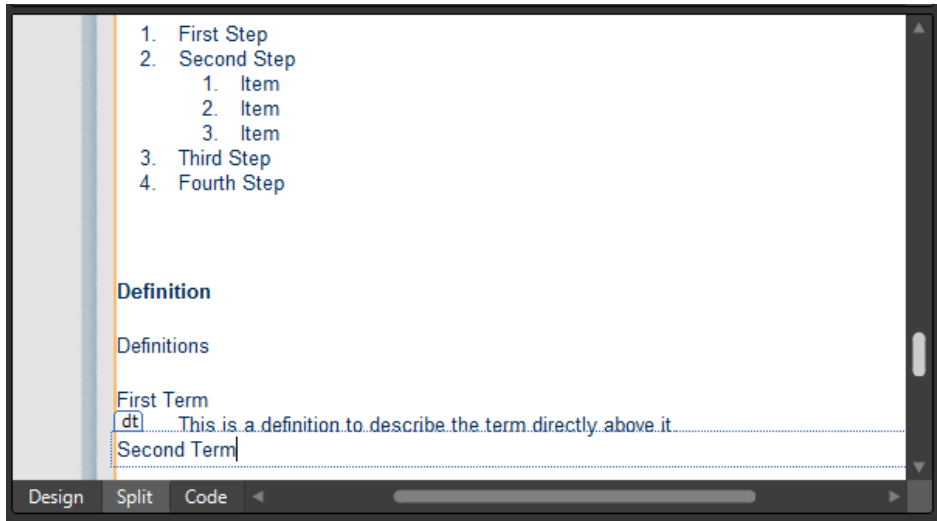 1. First Step
2. Second Step
1. Item
2. Item
3. Item
3. Third Step
4. Fourth Step
Definition
Definitions
First Term
dt This is a definition to describe the term directly above it.
Second Term
Design Split Code